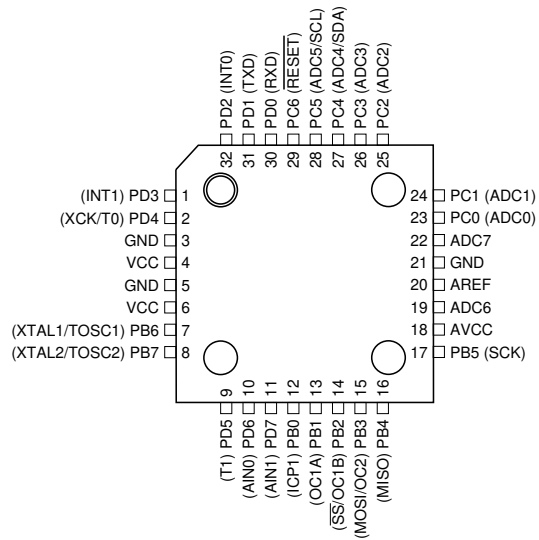 32 PD2 (INT0)
31 PD1 (TXD)
30 PD0 (RXD)
29 PC6 (RESET)
28 PC5 (ADC5/SCL)
27 PC4 (ADC4/SDA)
26 PC3 (ADC3)
25 PC2 (ADC2)
(INT1) PD3 1
(XCK/T0) PD4 2
GND 3
VCC 4
GND 5
VCC 6
(XTAL1/TOSC1) PB6 7
(XTAL2/TOSC2) PB7 8
24 PC1 (ADC1)
23 PC0 (ADC0)
22 ADC7
21 GND
20 AREF
19 ADC6
18 AVCC
17 PB5 (SCK)
(T1) PD5 9
(AIN0) PD6 10
(AIN1) PD7 11
(ICP1) PB0 12
(OC1A) PB1 13
(SS/OC1B) PB2 14
(MOSI/OC2) PB3 15
(MISO) PB4 16